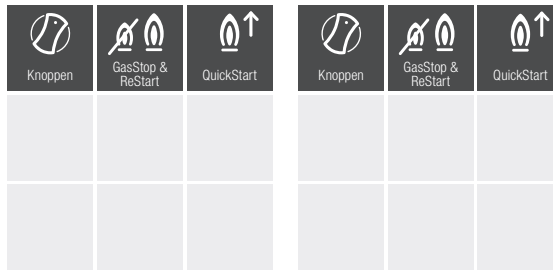 Knoppen
GasStop &
ReStart
QuickStart
Knoppen
GasStop &
ReStart
QuickStart